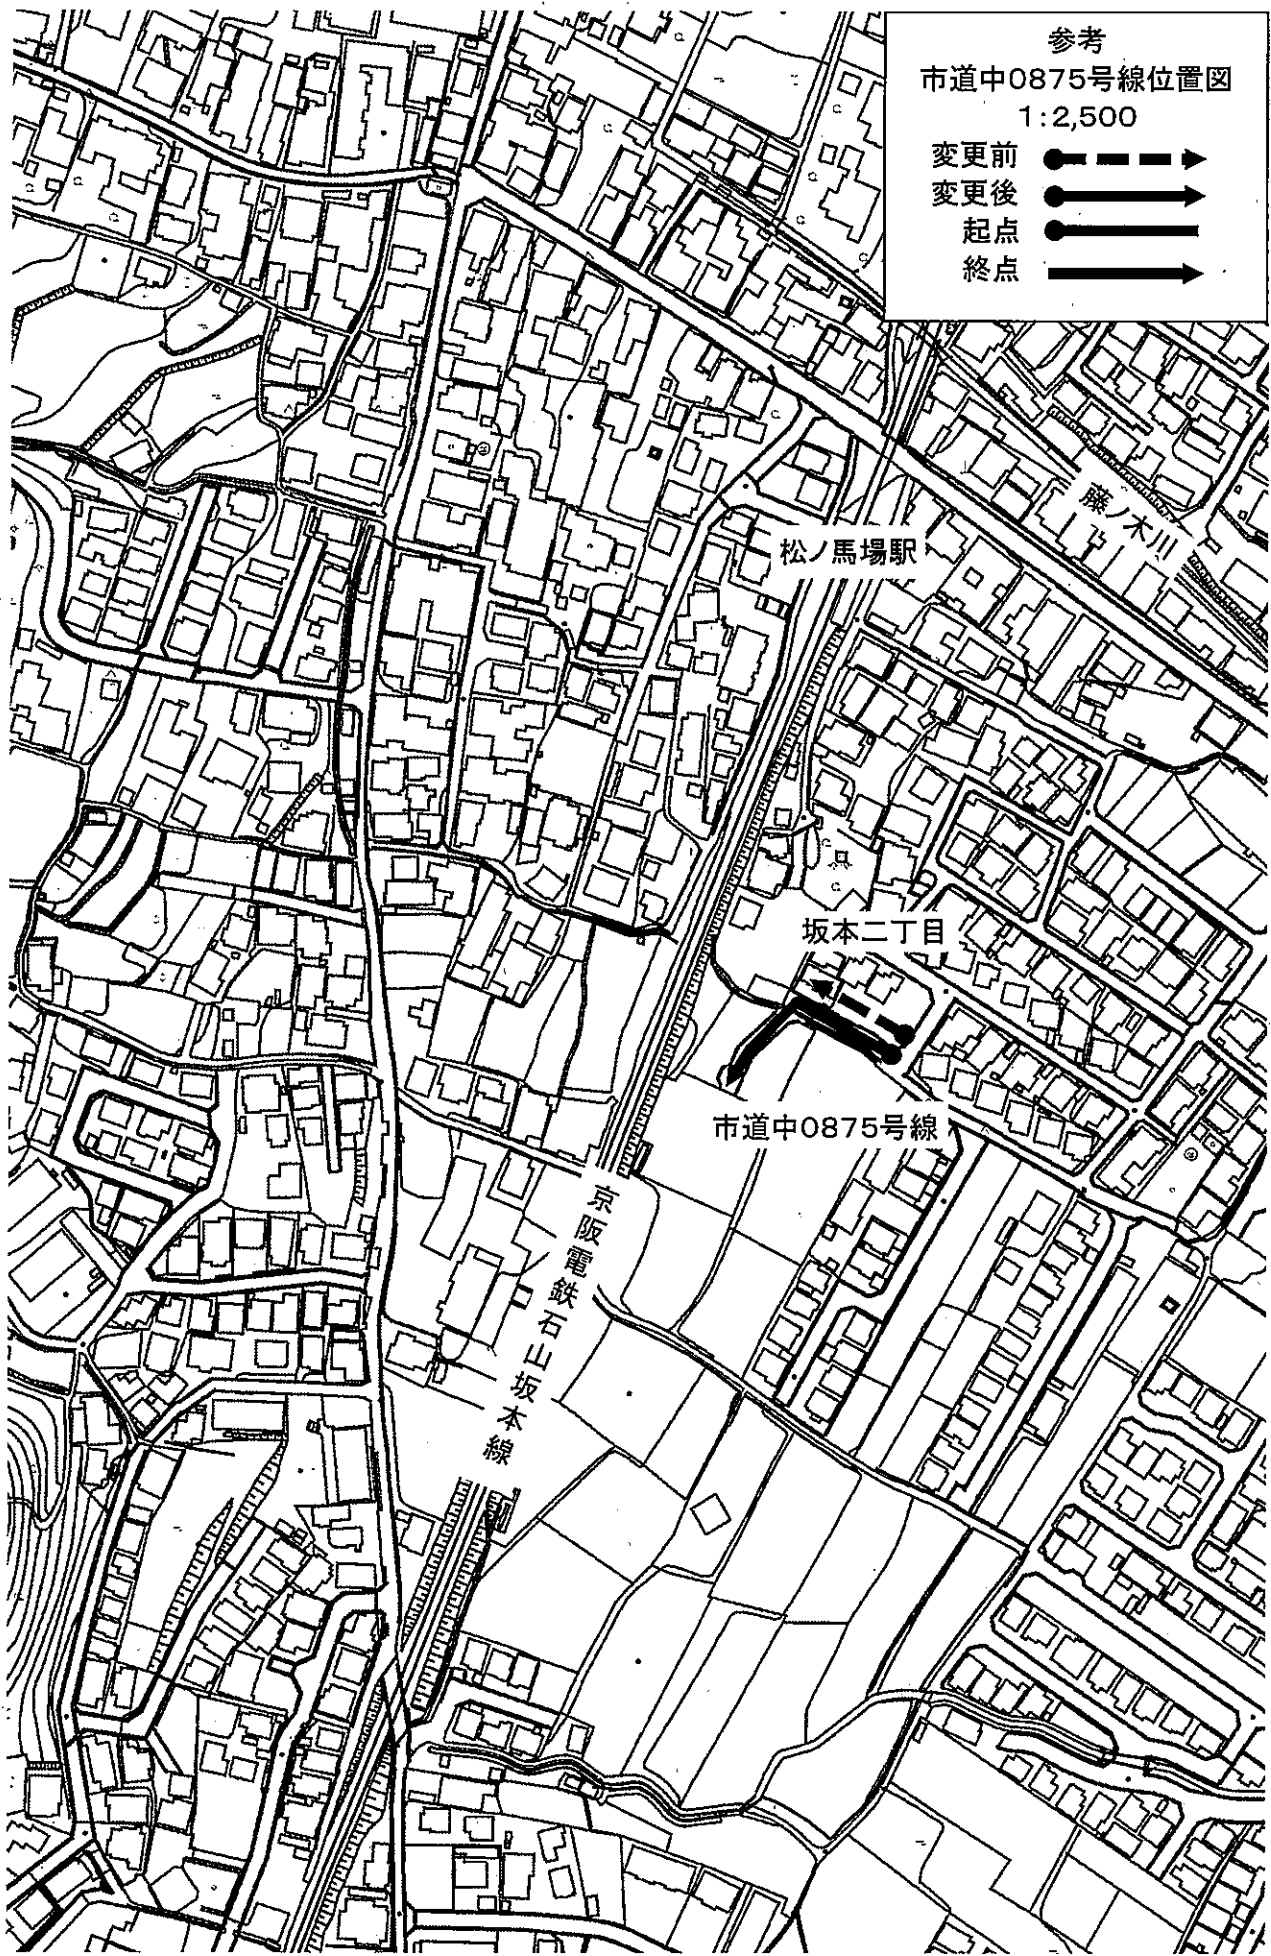 参考
市道中0875号線位置図
1:2,500
変更前
変更後
起点
終点
藤ノ木川
松ノ馬場駅
坂本二丁目
市道中0875号線
京阪電鉄石山坂本線